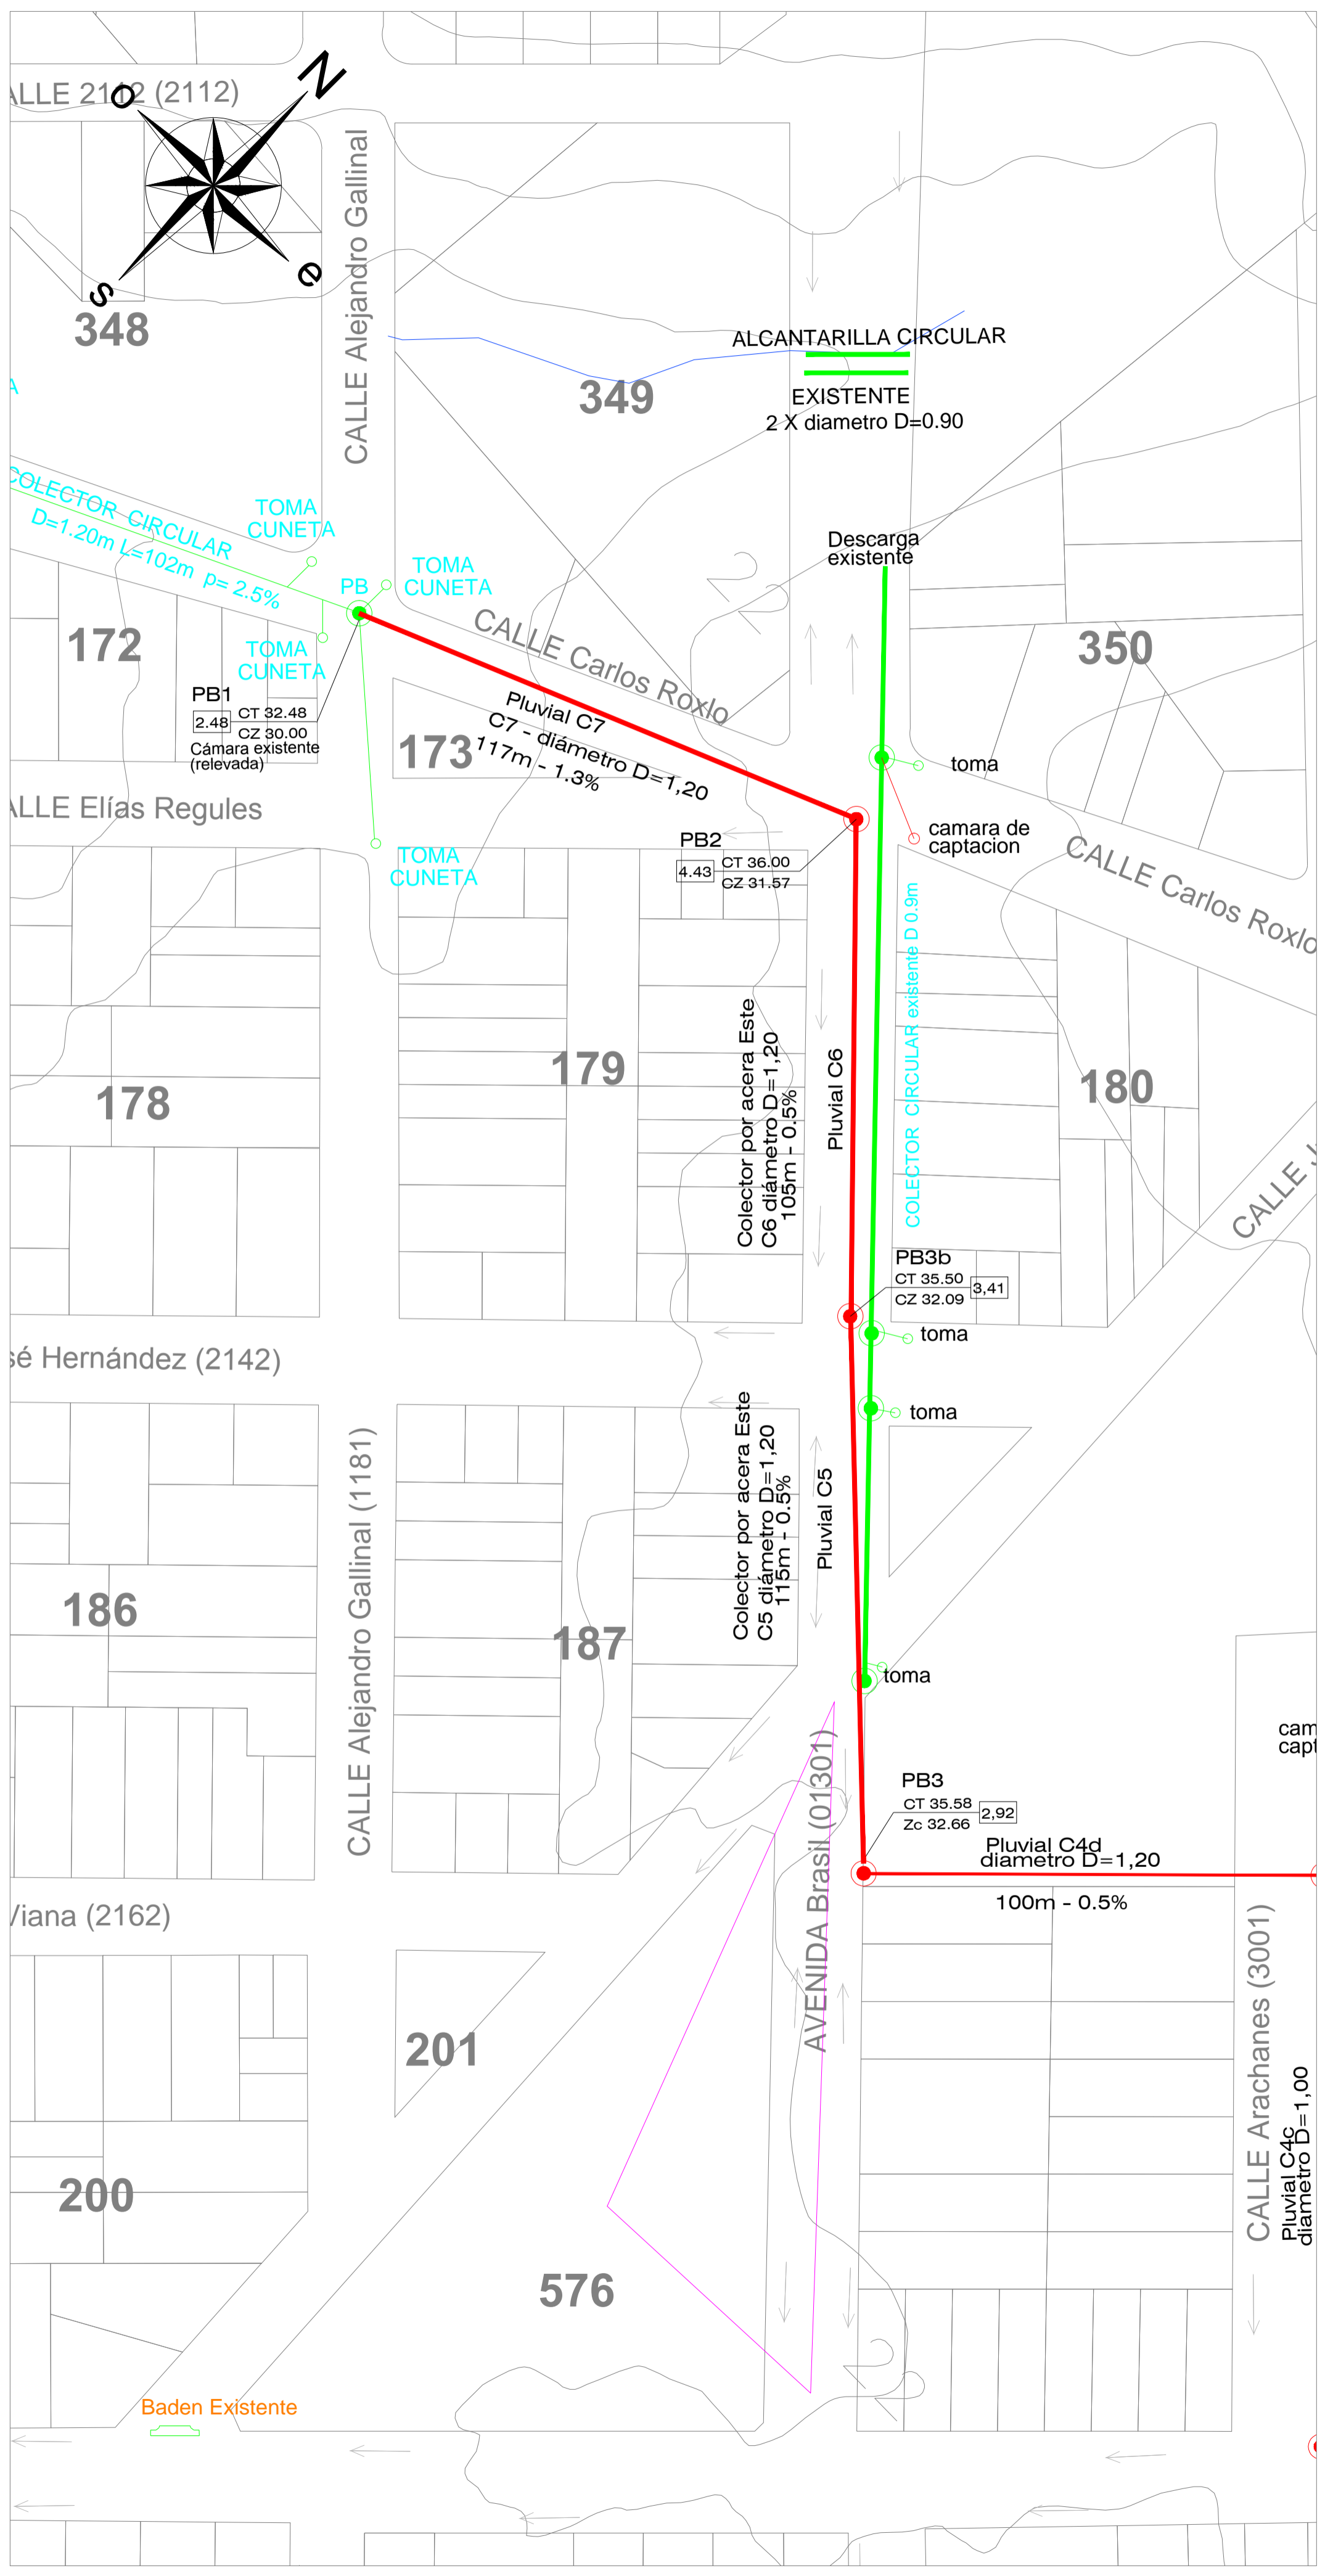 ALLE 2112 (2112)
O
N
s
e
348
CALLE Alejandro Gallinal
349
ALCANTARILLA CIRCULAR
EXISTENTE
2 X diametro D=0.90
A
COLECTOR CIRCULAR
D=1.20m L=102m p= 2.5%
TOMA
CUNETA
PB
TOMA
CUNETA
TOMA
CUNETA
172
PB1
2.48
CT 32.48
CZ 30.00
Cámara existente
(relevada)
CALLE Carlos Roxlo
22
Descarga
existente
350
173
Pluvial C7
C7 - diámetro D=1,20
117m - 1.3%
toma
camara de
captacion
CALLE Carlos Roxlo
ALLE Elías Regules
TOMA
CUNETA
PB2
4.43
CT 36.00
CZ 31.57
178
179
180
Colector por acera Este
C6 diámetro D=1,20
105m - 0.5%
Pluvial C6
COLECTOR CIRCULAR existente D 0.9m
CALLE J
PB3b
CT 35.50
CZ 32.09
3,41
toma
sé Hernández (2142)
toma
Colector por acera Este
C5 diámetro D=1,20
115m - 0.5%
Pluvial C5
CALLE Alejandro Gallinal (1181)
186
187
toma
cam
capt
AVENIDA Brasil (01301)
PB3
CT 35.58
Zc 32.66
2,92
Pluvial C4d
diametro D=1,20
100m - 0.5%
Viana (2162)
201
200
CALLE Arachanes (3001)
Pluvial C4c
diametro D=1,00
576
22
Baden Existente